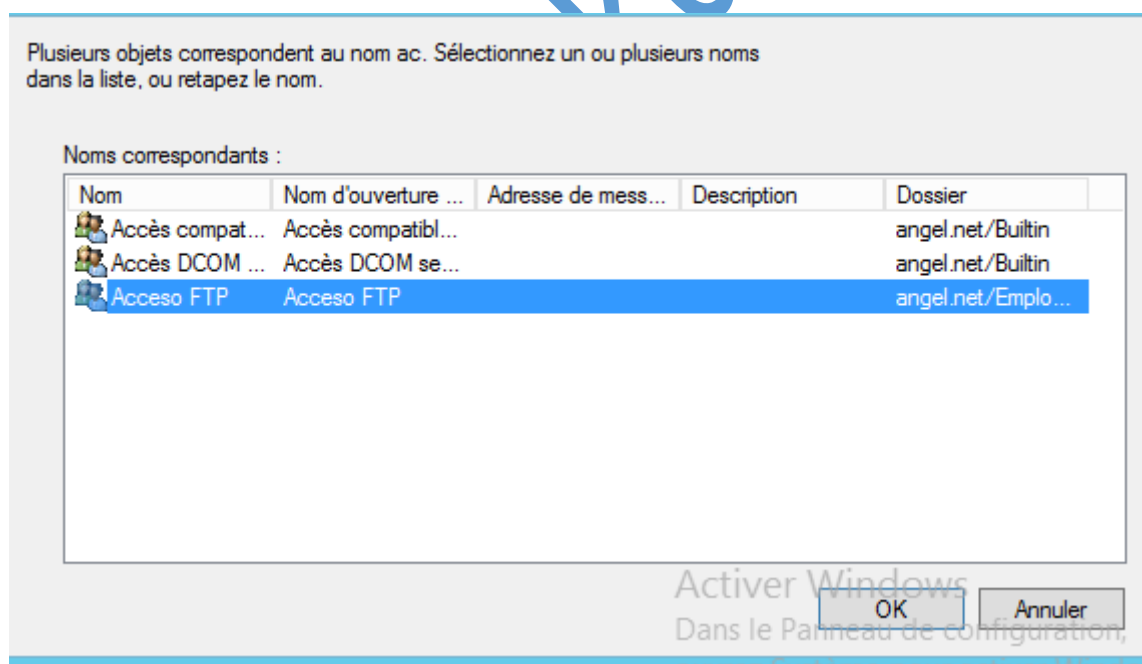 Plusieurs objets correspondent au nom ac. Sélectionnez un ou plusieurs noms
dans la liste, ou retapez le nom.
Noms correspondants :
Nom Nom d'ouverture ... Adresse de mess... Description Dossier
Accès compat... Accès compatibl... angel.net/Builtin
Accès DCOM ... Accès DCOM se... angel.net/Builtin
Acceso FTP Acceso FTP angel.net/Emplo...
Activer Windows
OK Annuler
Dans le Panneau de configuration,